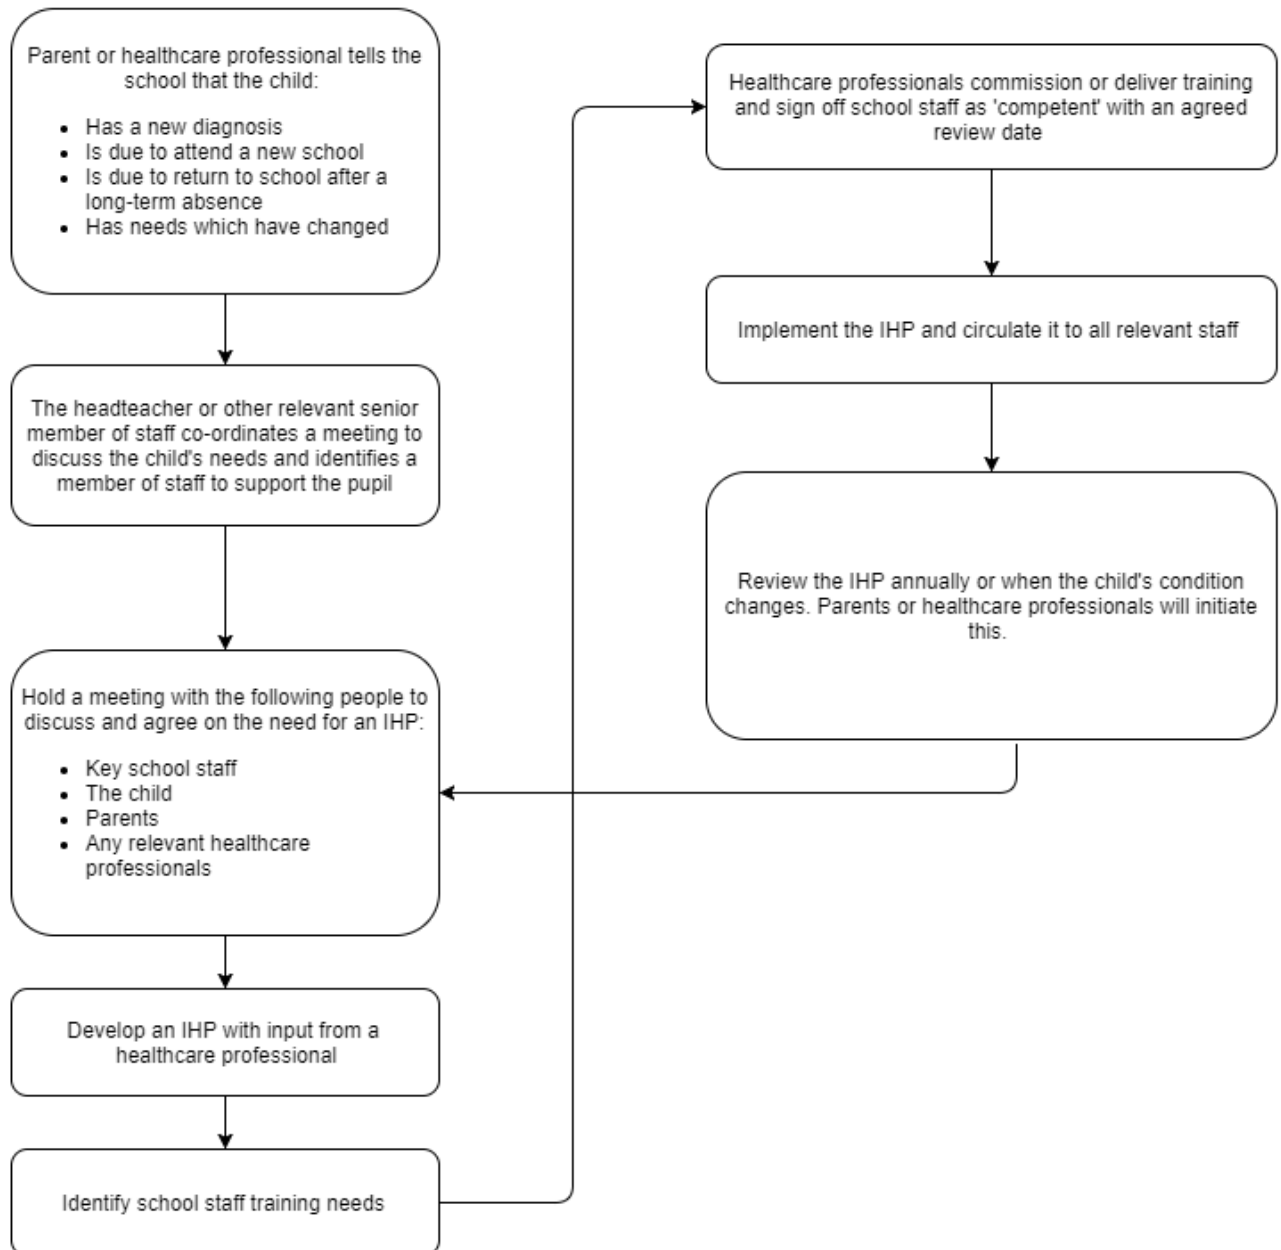 Parent or healthcare professional tells the
school that the child:
• Has a new diagnosis
• Is due to attend a new school
• Is due to return to school after a
long-term absence
• Has needs which have changed
The headteacher or other relevant senior
member of staff co-ordinates a meeting to
discuss the child's needs and identifies a
member of staff to support the pupil
Hold a meeting with the following people to
discuss and agree on the need for an IHP:
• Key school staff
• The child
• Parents
• Any relevant healthcare
professionals
Develop an IHP with input from a
healthcare professional
Identify school staff training needs
Healthcare professionals commission or deliver training
and sign off school staff as 'competent' with an agreed
review date
Implement the IHP and circulate it to all relevant staff
Review the IHP annually or when the child's condition
changes. Parents or healthcare professionals will initiate
this.